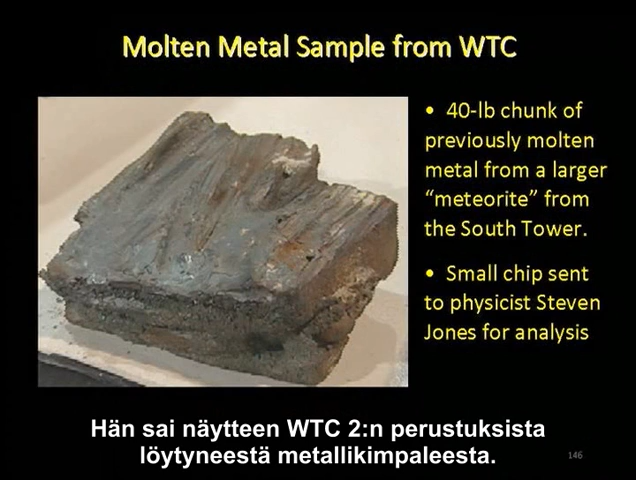 Molten Metal Sample from WTC
• 40-lb chunk of
previously molten
metal from a larger
“meteorite” from
the South Tower.
• Small chip sent
to physicist Steven
Jones for analysis
Hän sai näytteen WTC 2:n perustuksista
löytyneestä metallikimpaleesta.
146